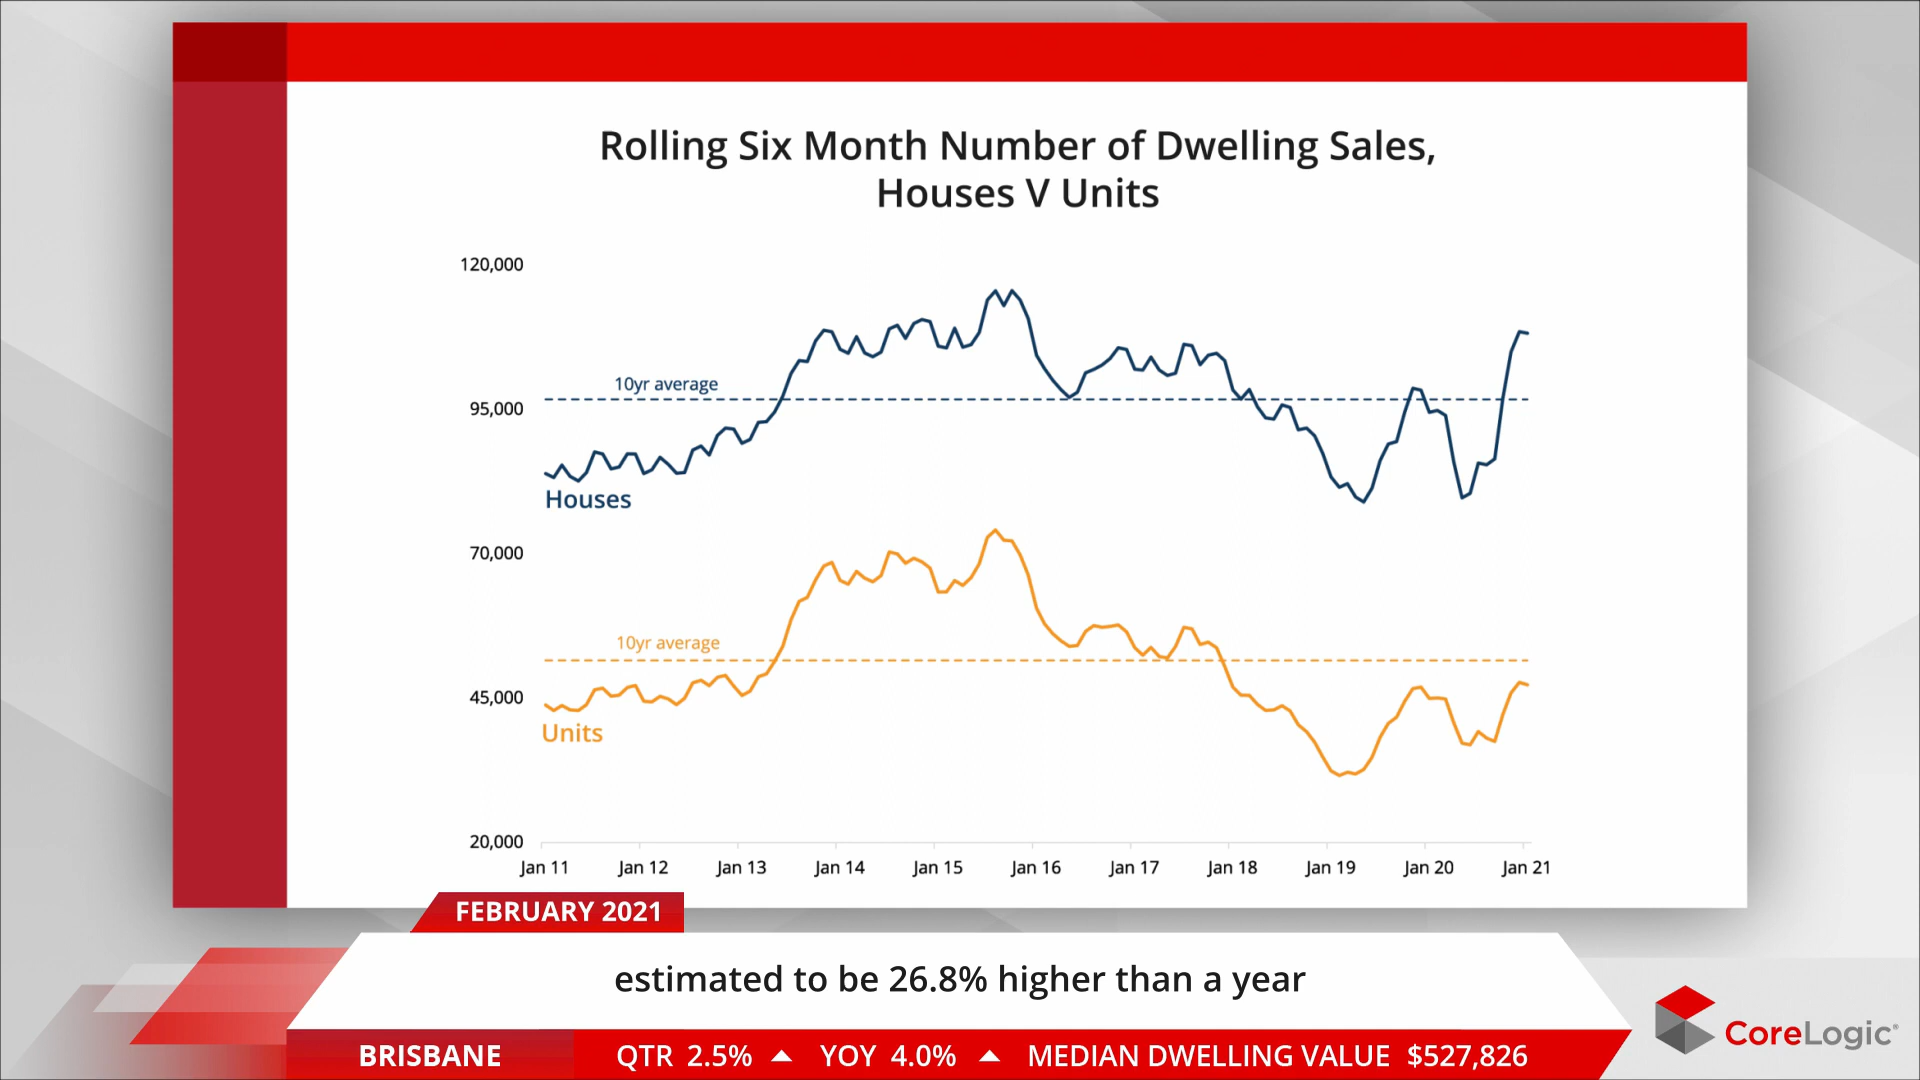 Rolling Six Month Number of Dwelling Sales,
Houses V Units
120,000
10yr average
95,000
Houses
70,000
10yr average
45,000
Units
20,000
Jan 11 Jan 12 Jan 13 Jan 14 Jan 15 Jan 16 Jan 17 Jan 18 Jan 19 Jan 20 Jan 21
FEBRUARY 2021
estimated to be 26.8% higher than a year
CoreLogic®
BRISBANE QTR 2.5% ▲ YOY 4.0% ▲ MEDIAN DWELLING VALUE $527,826